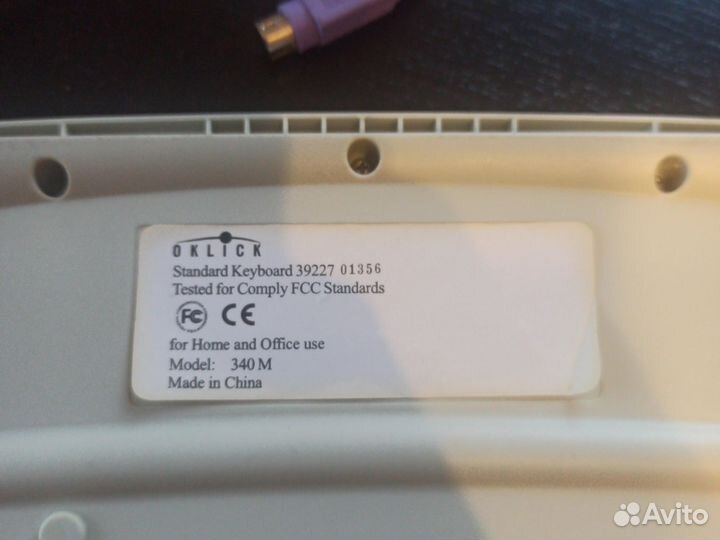 OKLICK
Standard Keyboard 39227 01356
Tested for Comply FCC Standards
FC CE
for Home and Office use
Model: 340 M
Made in China
Avito